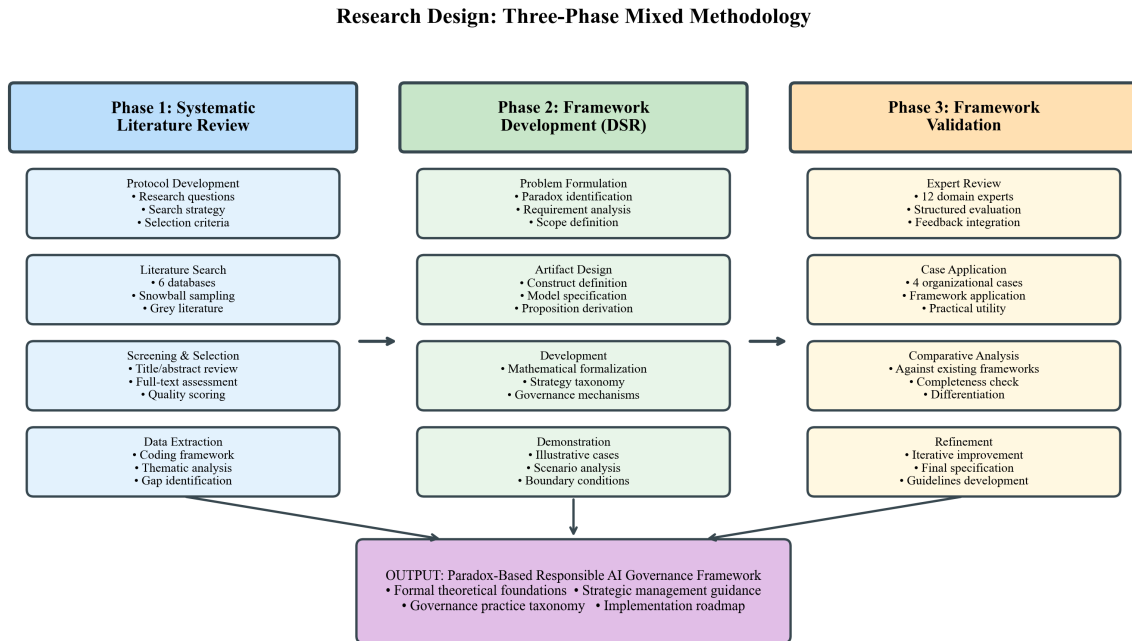 Research Design: Three-Phase Mixed Methodology
Phase 1: Systematic
Literature Review
Protocol Development
• Research questions
• Search strategy
• Selection criteria
Literature Search
• 6 databases
• Snowball sampling
• Grey literature
Screening & Selection
• Title/abstract review
• Full-text assessment
• Quality scoring
Data Extraction
• Coding framework
• Thematic analysis
• Gap identification
Phase 2: Framework
Development (DSR)
Problem Formulation
• Paradox identification
• Requirement analysis
• Scope definition
Artifact Design
• Construct definition
• Model specification
• Proposition derivation
Development
• Mathematical formalization
• Strategy taxonomy
• Governance mechanisms
Demonstration
• Illustrative cases
• Scenario analysis
• Boundary conditions
Phase 3: Framework
Validation
Expert Review
• 12 domain experts
• Structured evaluation
• Feedback integration
Case Application
• 4 organizational cases
• Framework application
• Practical utility
Comparative Analysis
• Against existing frameworks
• Completeness check
• Differentiation
Refinement
• Iterative improvement
• Final specification
• Guidelines development
OUTPUT: Paradox-Based Responsible AI Governance Framework
• Formal theoretical foundations • Strategic management guidance
• Governance practice taxonomy • Implementation roadmap